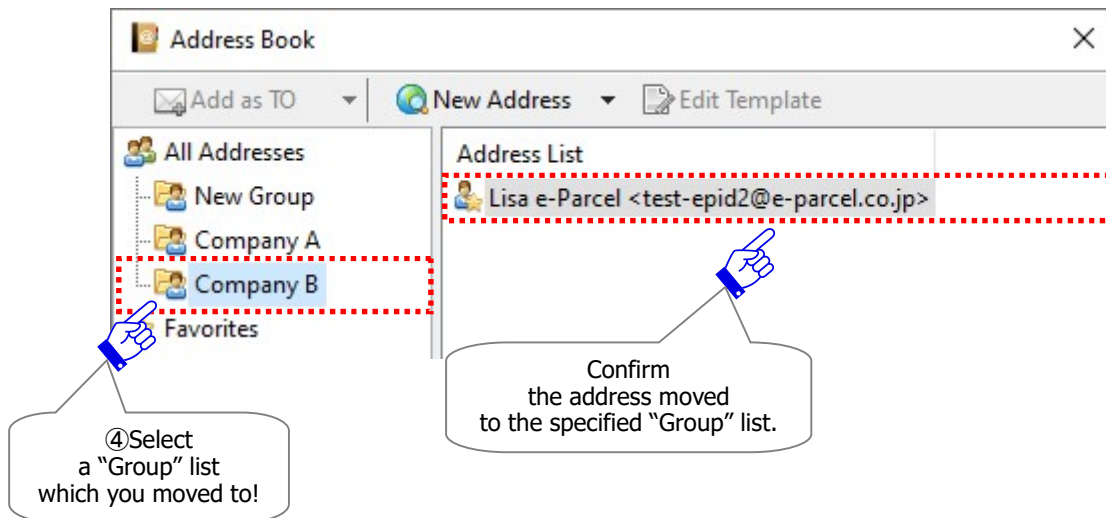 Address Book
Add as TO
New Address
Edit Template
All Addresses
New Group
Company A
Company B
Favorites
Address List
Lisa e-Parcel <test-epid2@e-parcel.co.jp>
Confirm
the address moved
to the specified “Group” list.
④Select
a “Group” list
which you moved to!